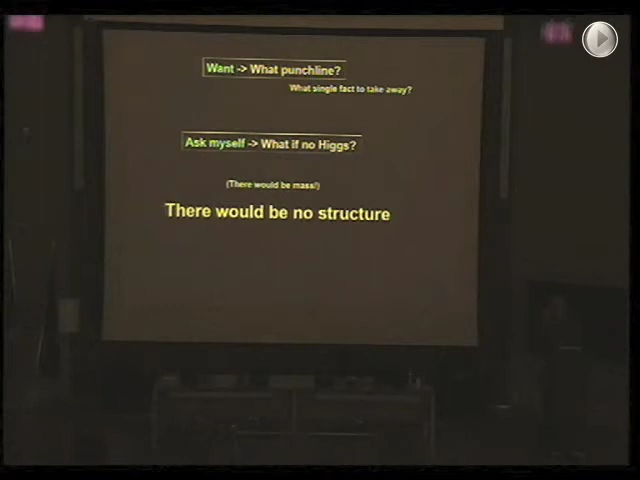 Want -> What punchline?
What single fact to take away?
Ask myself -> What if no Higgs?
(There would be mass!)
There would be no structure